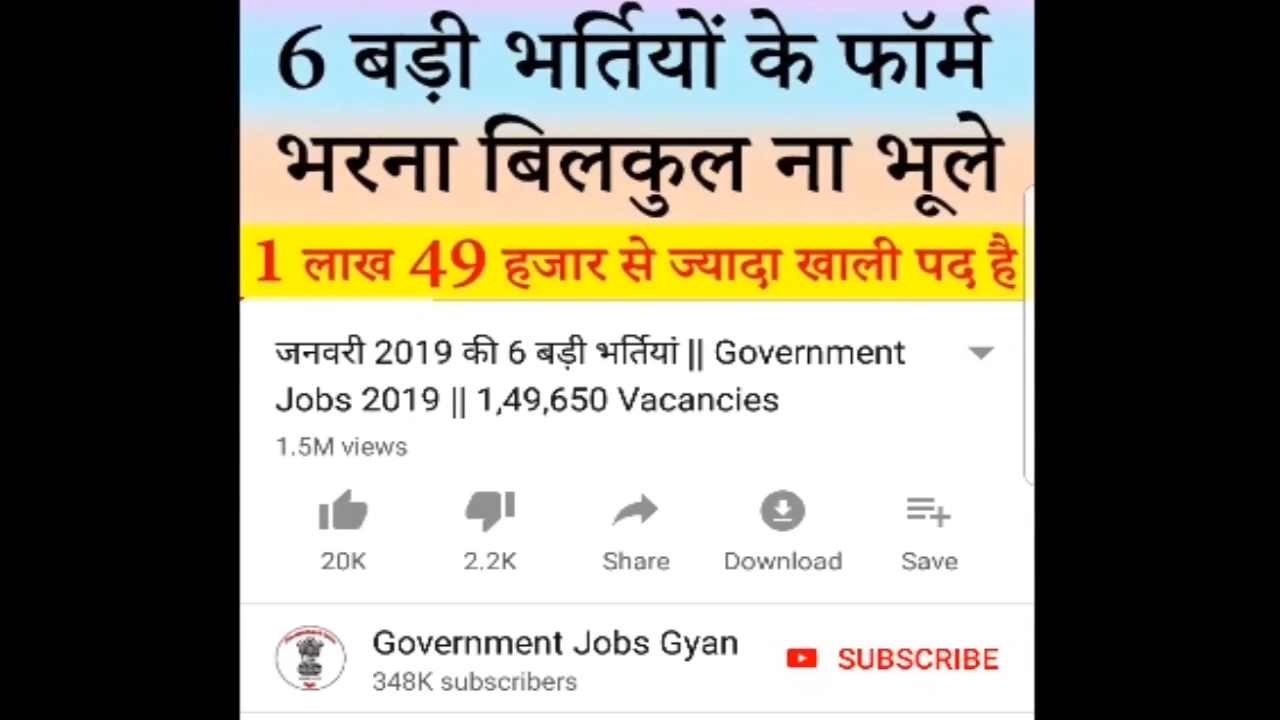 6 बड़ी भर्तियों के फॉर्म
भरना बिलकुल ना भूले
1 लाख 49 हजार से ज्यादा खाली पद है
जनवरी 2019 की 6 बड़ी भर्तियां || Government
Jobs 2019 || 1,49,650 Vacancies
1.5M views
20K 2.2K Share Download Save
Government Jobs Gyan
348K subscribers
SUBSCRIBE